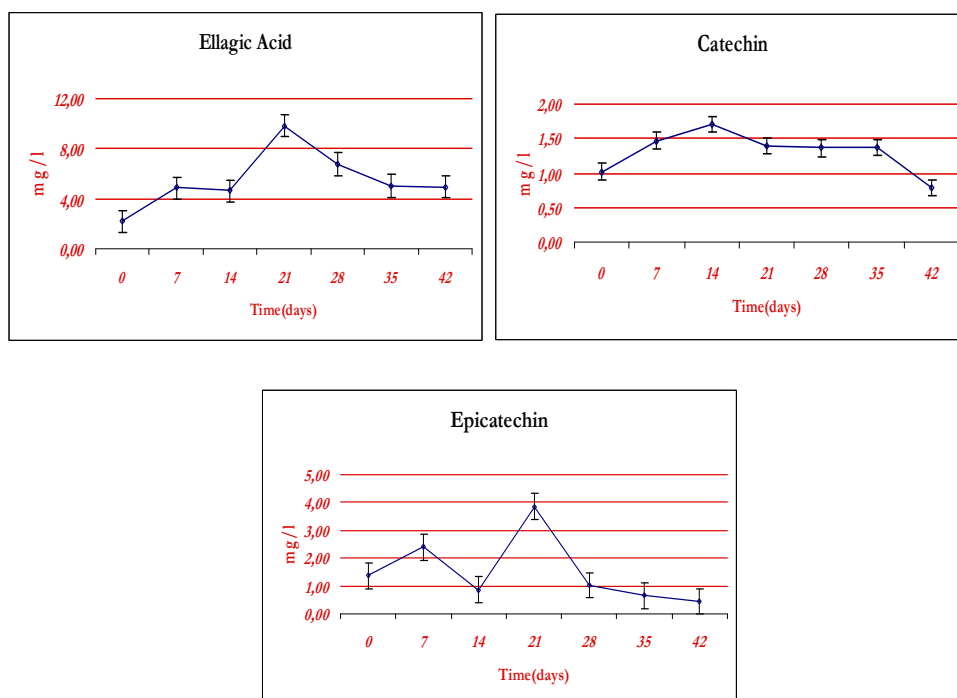 Ellagic Acid
12,00
8,00
4,00
0,00
mg/l
0 7 14 21 28 35 42
Time(days)
Catechin
2,00
1,50
1,00
0,50
0,00
mg/l
0 7 14 21 28 35 42
Time(days)
Epicatechin
5,00
4,00
3,00
2,00
1,00
0,00
mg/l
0 7 14 21 28 35 42
Time(days)